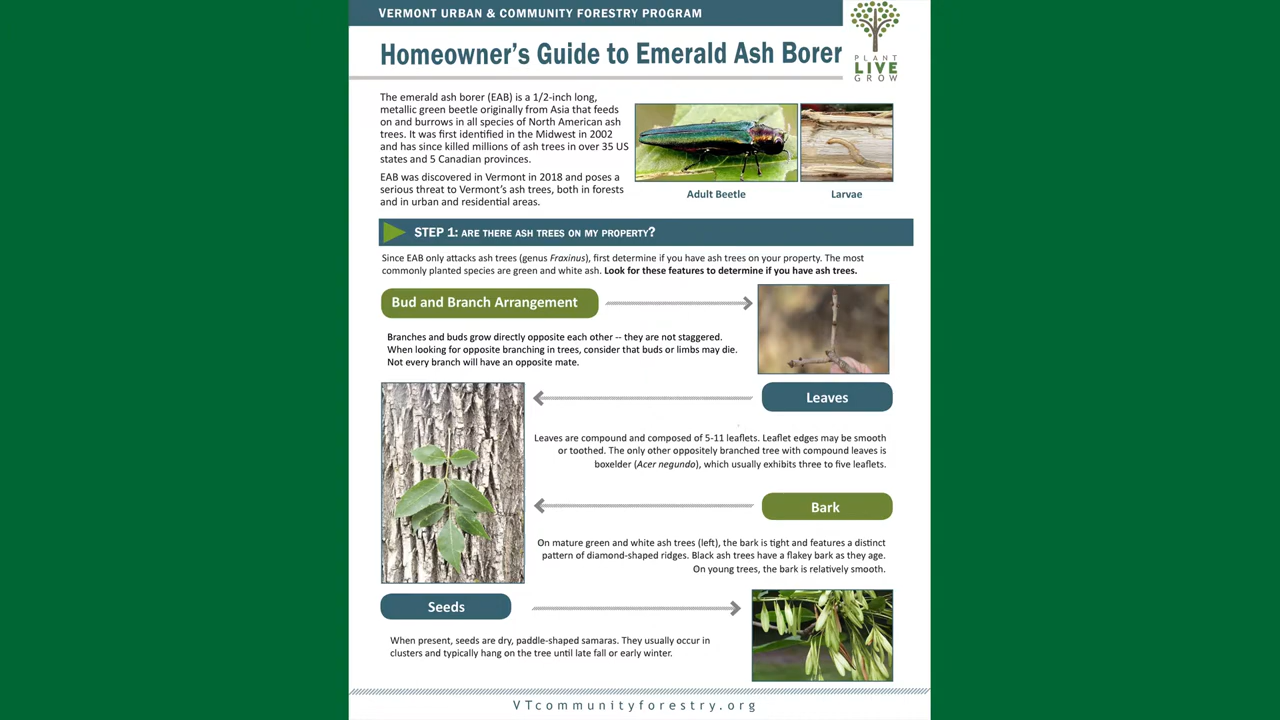 VERMONT URBAN & COMMUNITY FORESTRY PROGRAM
Homeowner's Guide to Emerald Ash Borer
PLANT
LIVE
GROW
The emerald ash borer (EAB) is a 1/2-inch long,
metallic green beetle originally from Asia that feeds
on and burrows in all species of North American ash
trees. It was first identified in the Midwest in 2002
and has since killed millions of ash trees in over 35 US
states and 5 Canadian provinces.
EAB was discovered in Vermont in 2018 and poses a
serious threat to Vermont's ash trees, both in forests
and in urban and residential areas.
Adult Beetle
Larvae
STEP 1: ARE THERE ASH TREES ON MY PROPERTY?
Since EAB only attacks ash trees (genus Fraxinus), first determine if you have ash trees on your property. The most
commonly planted species are green and white ash. Look for these features to determine if you have ash trees.
Bud and Branch Arrangement
Branches and buds grow directly opposite each other -- they are not staggered.
When looking for opposite branching in trees, consider that buds or limbs may die.
Not every branch will have an opposite mate.
Leaves
Leaves are compound and composed of 5-11 leaflets. Leaflet edges may be smooth
or toothed. The only other oppositely branched tree with compound leaves is
boxelder (Acer negundo), which usually exhibits three to five leaflets.
Bark
On mature green and white ash trees (left), the bark is tight and features a distinct
pattern of diamond-shaped ridges. Black ash trees have a flakey bark as they age.
On young trees, the bark is relatively smooth.
Seeds
When present, seeds are dry, paddle-shaped samaras. They usually occur in
clusters and typically hang on the tree until late fall or early winter.
VTcommunityforestry.org